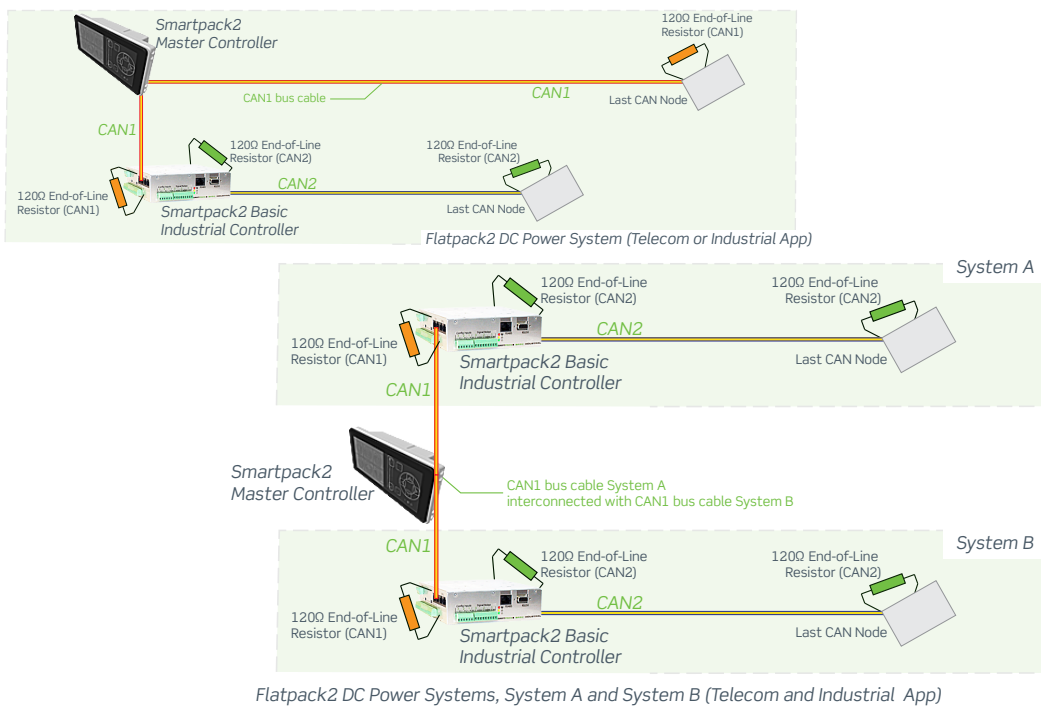 Smartpack2
Master Controller
120Ω End-of-Line
Resistor (CAN1)
CAN1 bus cable
CAN1
Last CAN Node
CAN1
120Ω End-of-Line
Resistor (CAN2)
120Ω End-of-Line
Resistor (CAN2)
CAN2
120Ω End-of-Line
Resistor (CAN1)
Last CAN Node
Smartpack2 Basic
Industrial Controller
Flatpack2 DC Power System (Telecom or Industrial App)
System A
120Ω End-of-Line
Resistor (CAN2)
120Ω End-of-Line
Resistor (CAN2)
CAN2
120Ω End-of-Line
Resistor (CAN1)
Last CAN Node
Smartpack2 Basic
Industrial Controller
CAN1
Smartpack2
Master Controller
CAN1 bus cable System A
interconnected with CAN1 bus cable System B
System B
CAN1
120Ω End-of-Line
Resistor (CAN2)
120Ω End-of-Line
Resistor (CAN2)
CAN2
120Ω End-of-Line
Resistor (CAN1)
Last CAN Node
Smartpack2 Basic
Industrial Controller
Flatpack2 DC Power Systems, System A and System B (Telecom and Industrial App)